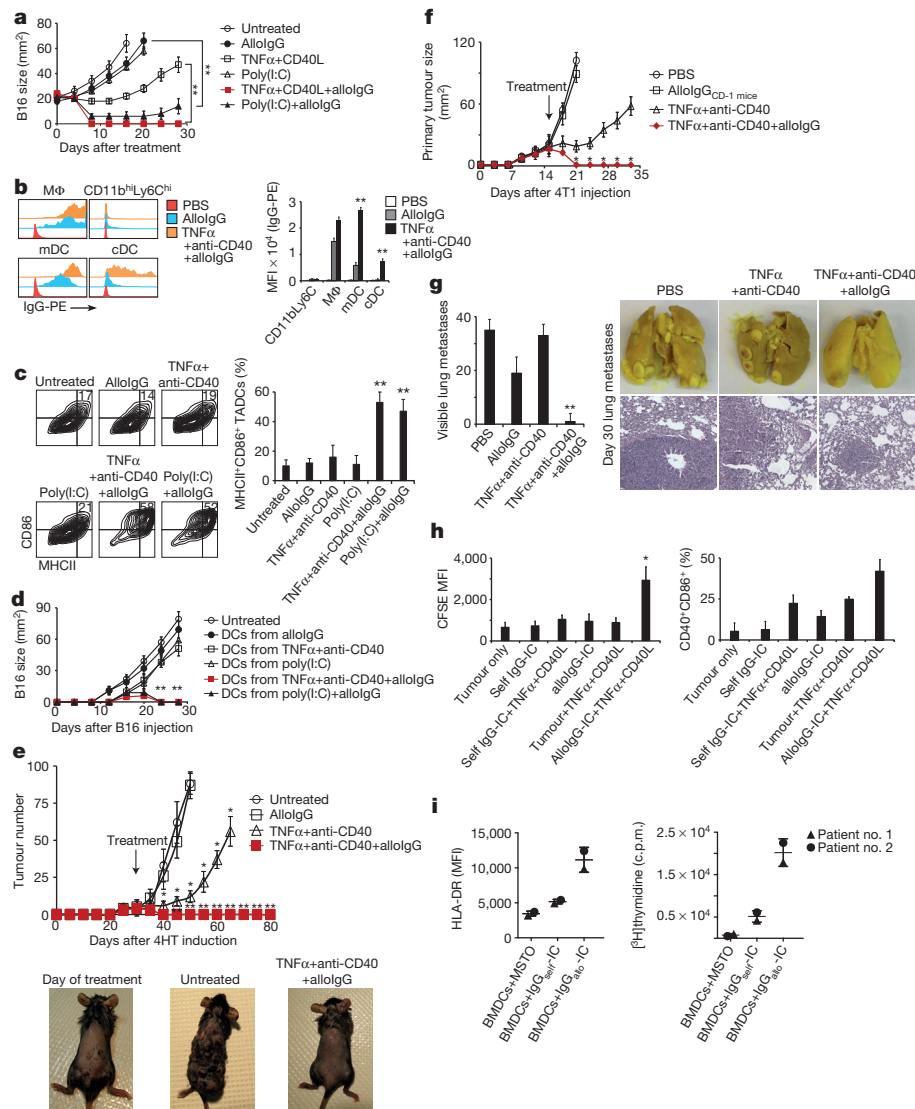 a
B16 size (mm2)
80
60
40
20
0
0 10 20 30
Days after treatment
Untreated
AlloIgG
TNFα+CD40L
Poly(I:C)
TNFα+CD40L+alloIgG
Poly(I:C)+alloIgG
**
**
f
Primary tumour size
(mm2)
120
80
40
0
Treatment
0 7 14 21 28 35
Days after 4T1 injection
* * * * *
PBS
AlloIgGCD-1 mice
TNFα+anti-CD40
TNFα+anti-CD40+alloIgG
b
MΦ CD11bhiLy6Chi
mDC cDC
IgG-PE
PBS
AlloIgG
TNFα
+anti-CD40
+alloIgG
MFI × 104 (IgG-PE)
3
2
1
0
**
**
CD11bLy6C
MΦ
mDC
cDC
PBS
AlloIgG
TNFα
+anti-CD40
+alloIgG
c
Untreated
AlloIgG
TNFα+
anti-CD40
17
14
19
Poly(I:C)
TNFα
+anti-CD40
+alloIgG
Poly(I:C)
+alloIgG
21
58
52
CD86
MHCII
MHCII+CD86+ TADCs (%)
80
60
40
20
0
** **
Untreated
AlloIgG
TNFα+anti-CD40
Poly(I:C)
TNFα+anti-CD40+alloIgG
Poly(I:C)+alloIgG
g
Visible lung metastases
40
20
0
**
PBS
AlloIgG
TNFα+anti-CD40
TNFα+anti-CD40
+alloIgG
Day 30 lung metastases
PBS
TNFα
+anti-CD40
TNFα+anti-CD40
+alloIgG
d
B16 size (mm2)
90
60
30
0
0 10 20 30
Days after B16 injection
** **
Untreated
DCs from alloIgG
DCs from TNFα+anti-CD40
DCs from poly(I:C)
DCs from TNFα+anti-CD40+alloIgG
DCs from poly(I:C)+alloIgG
h
CFSE MFI
4,000
2,000
0
*
Tumour only
Self IgG-IC
Self IgG-IC+TNFα+CD40L
alloIgG-IC
Tumour+TNFα+CD40L
AlloIgG-IC+TNFα+CD40L
CD40+CD86+ (%)
60
40
20
0
Tumour only
Self IgG-IC
Self IgG-IC+TNFα+CD40L
alloIgG-IC
Tumour+TNFα+CD40L
AlloIgG-IC+TNFα+CD40L
e
Tumour number
100
75
50
25
0
Treatment
0 20 40 60 80
Days after 4HT induction
Untreated
AlloIgG
TNFα+anti-CD40
TNFα+anti-CD40+alloIgG
Day of treatment
Untreated
TNFα+anti-CD40
+alloIgG
i
HLA-DR (MFI)
15,000
10,000
5,000
0
BMDCs+MSTO
BMDCs+IgGself-IC
BMDCs+IgGallo-IC
[3H]thymidine (c.p.m.)
2.5 × 104
1.5 × 104
0.5 × 104
BMDCs+MSTO
BMDCs+IgGself-IC
BMDCs+IgGallo-IC
Patient no. 1
Patient no. 2